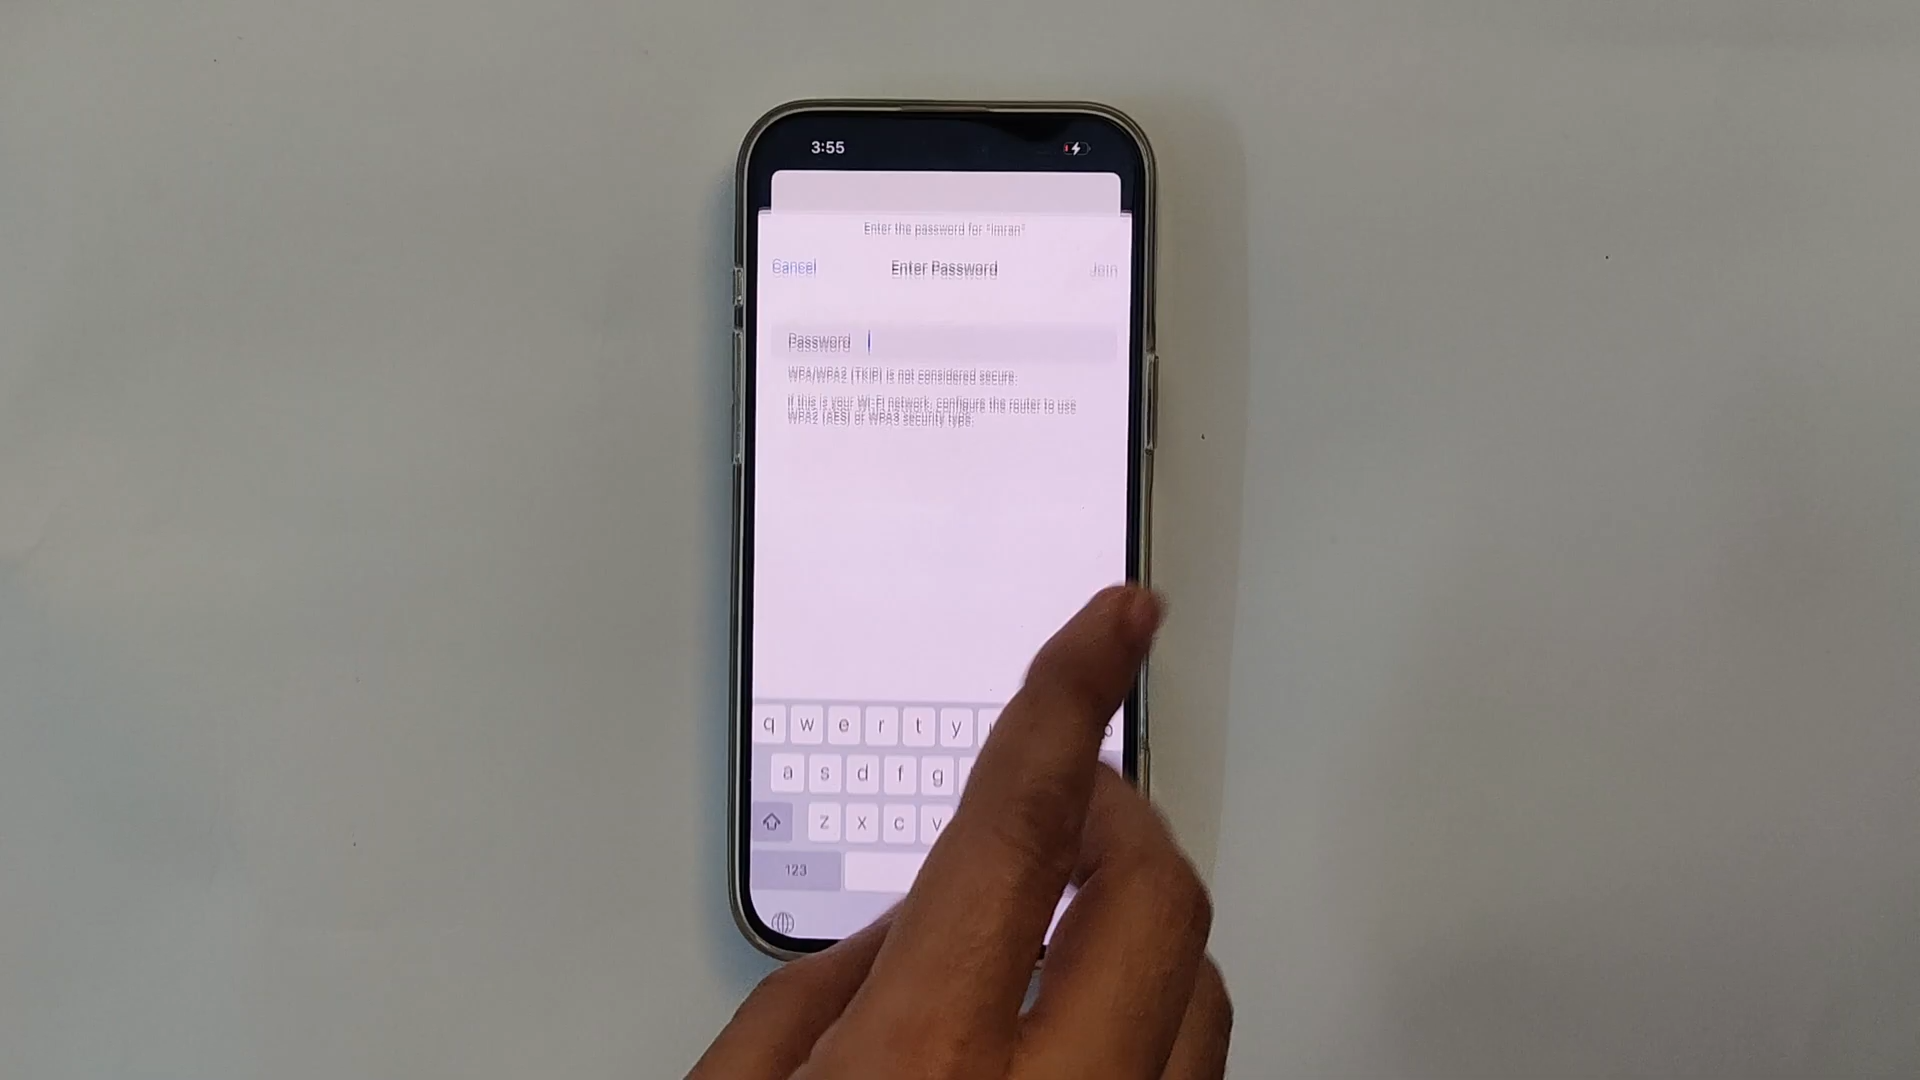 3:55
Enter the password for "imran"
Cancel Enter Password Join
Password
WPA/WPA2 (TKIP) is not considered secure.
If this is your Wi-Fi network, configure the router to use
WPA2 (AES) or WPA3 security type.
q w e r t y
a s d f g
z x c v
123